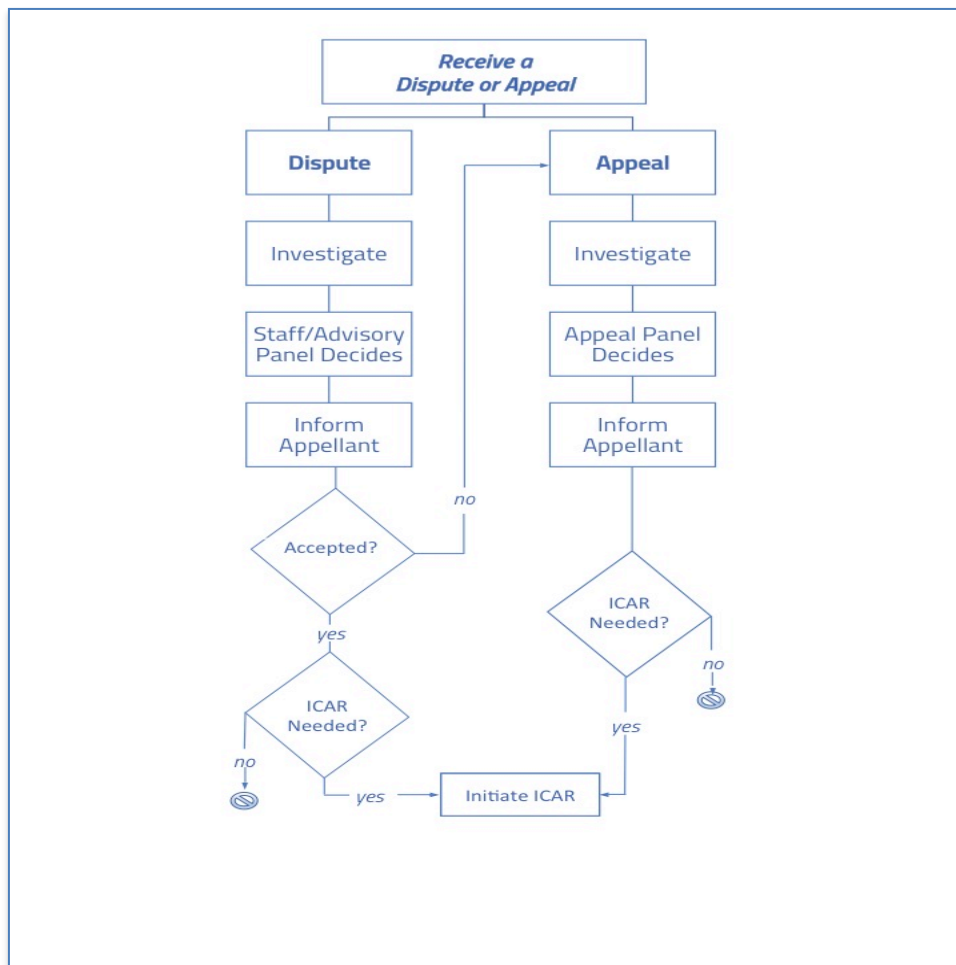 Receive a
Dispute or Appeal
Dispute
Appeal
Investigate
Investigate
Staff/Advisory
Panel Decides
Appeal Panel
Decides
Inform
Appellant
Inform
Appellant
no
Accepted?
ICAR
Needed?
yes
no
ICAR
Needed?
yes
no
yes
Initiate ICAR